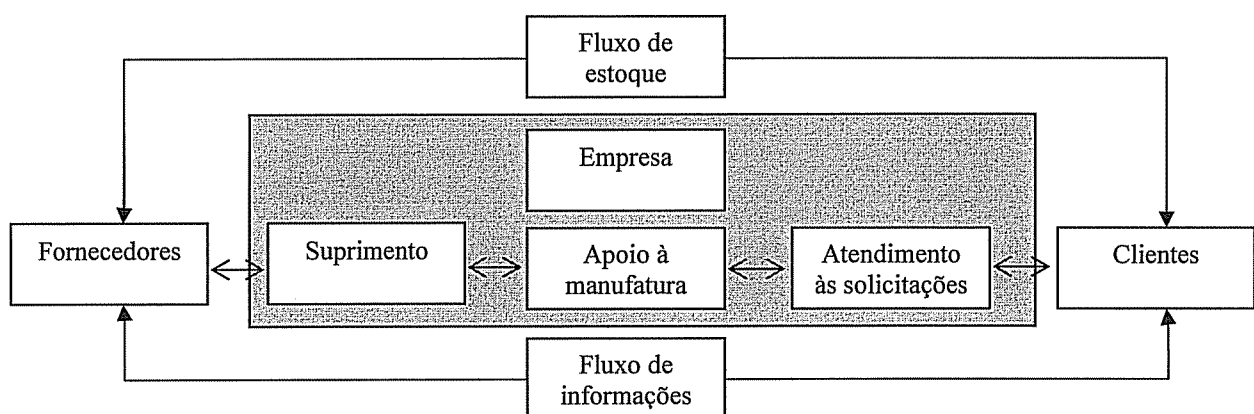 Fluxo de
estoque
Empresa
Fornecedores
Suprimento
Apoio à
manufatura
Atendimento
às solicitações
Clientes
Fluxo de
informações